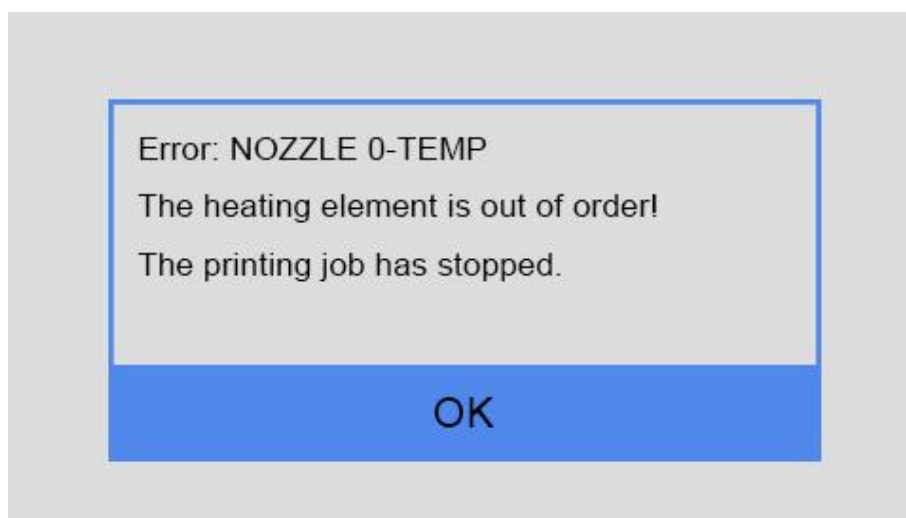 Error: NOZZLE 0-TEMP
The heating element is out of order!
The printing job has stopped.
OK